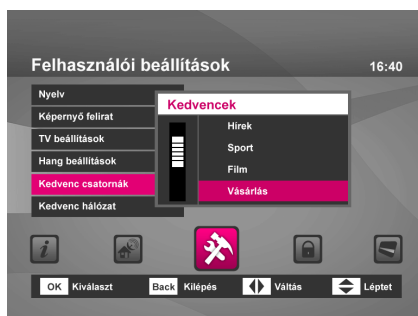 Felhasználói beállítások 16:40
Nyelv
Képernyő felirat
TV beállítások
Hang beállítások
Kedvenc csatornák
Kedvenc hálózat
Kedvencek
Hírek
Sport
Film
Vásárlás
OK Kiválaszt Back Kilépés Váltás Léptet